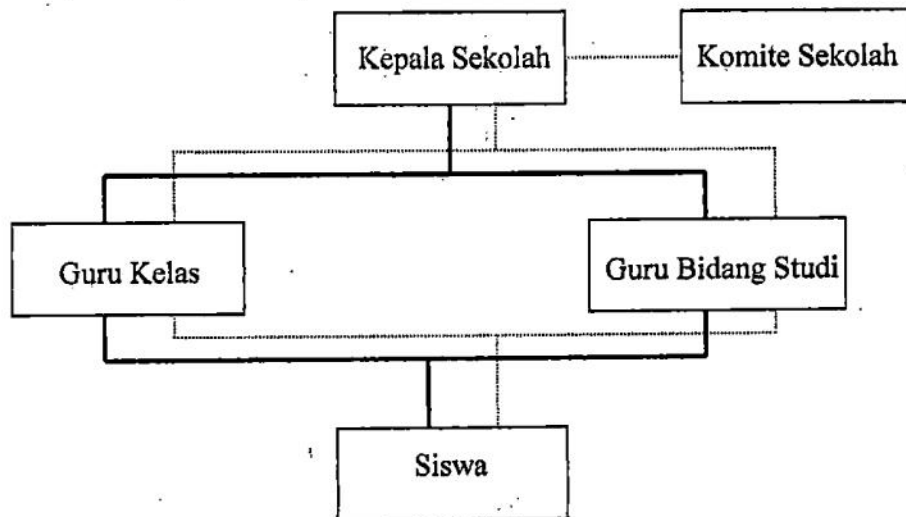 Kepala Sekolah
Komite Sekolah
Guru Kelas
Guru Bidang Studi
Siswa